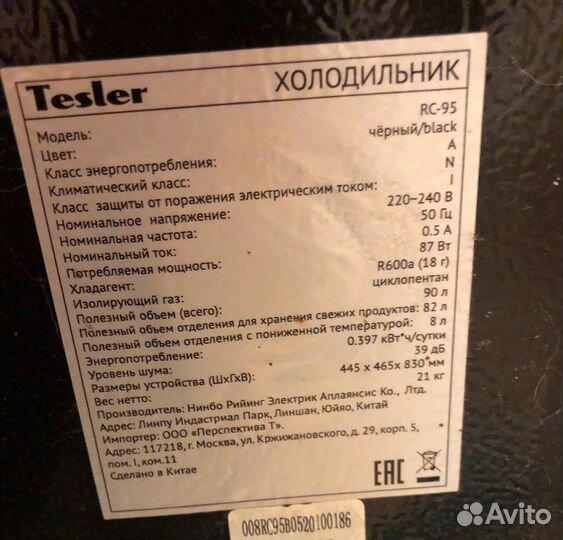 Tesler
ХОЛОДИЛЬНИК
Модель: RC-95
Цвет: чёрный/black
Класс энергопотребления: A
Климатический класс: N
Класс защиты от поражения электрическим током: I
Номинальное напряжение: 220~240 В
Номинальная частота: 50 Гц
Номинальный ток: 0.5 А
Потребляемая мощность: 87 Вт
Хладагент: R600a (18 г)
Изолирующий газ: циклопентан
Полезный объем (всего): 90 л
Полезный объем отделения для хранения свежих продуктов: 82 л
Полезный объем отделения с пониженной температурой: 8 л
Энергопотребление: 0.397 кВт*ч/сутки
Уровень шума: 39 дБ
Размеры устройства (ШхГхВ): 445 x 465x 830 мм
Вес нетто: 21 кг
Производитель: Нинбо Рийинг Электрик Аплаянсис Ко., Лтд.
Адрес: Линпу Индастриал Парк, Линшан, Юйяо, Китай
Импортер: ООО «Перспектива Т».
Адрес: 117218, г. Москва, ул. Кржижановского, д. 29, корп. 5,
пом. I, ком.11
Сделано в Китае
EAC
008RC95B0520100186
Avito